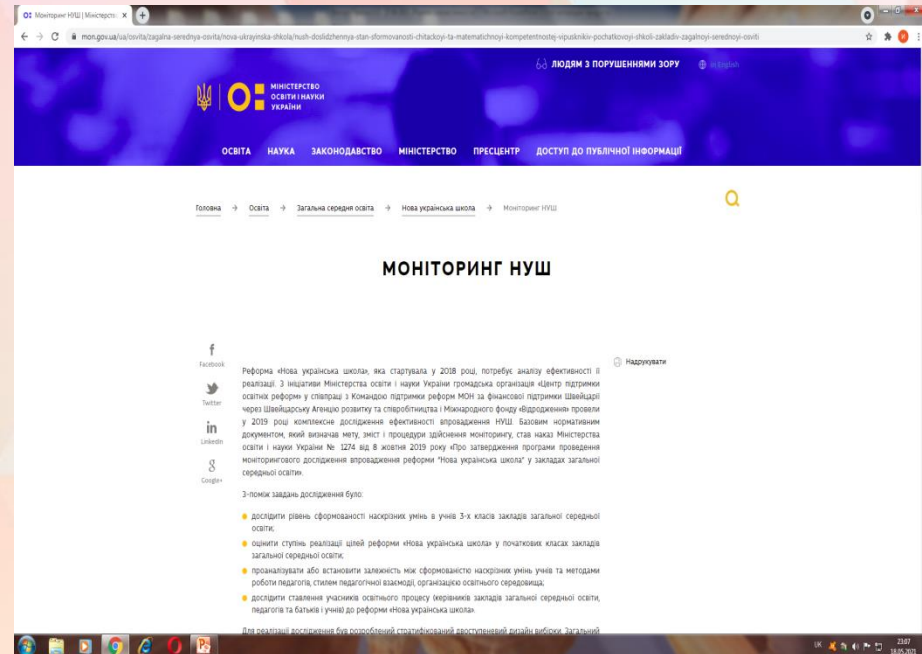 Моніторинг НУШ | Міністерств
mon.gov.ua/ua/osvita/zagalna-serednya-osvita/nova-ukrayinska-shkola/nush-doslidzhennya-stan-sformovanosti-chitackoyi-ta-matematichnoyi-kompetentnostej-vipusknikiv-pochatkovoyi-shkoli-zakladiv-zagalnoyi-serednoyi-osviti
ЛЮДЯМ З ПОРУШЕННЯМИ ЗОРУ
In English
МІНІСТЕРСТВО
ОСВІТИ І НАУКИ
УКРАЇНИ
ОСВІТА НАУКА ЗАКОНОДАВСТВО МІНІСТЕРСТВО ПРЕСЦЕНТР ДОСТУП ДО ПУБЛІЧНОЇ ІНФОРМАЦІЇ
Головна → Освіта → Загальна середня освіта → Нова українська школа → Моніторинг НУШ
МОНІТОРИНГ НУШ
Facebook
Twitter
LinkedIn
Google+
Надрукувати
Реформа «Нова українська школа», яка стартувала у 2018 році, потребує аналізу ефективності її
реалізації. З ініціативи Міністерства освіти і науки України громадська організація «Центр підтримки
освітніх реформ» у співпраці з Командою підтримки реформ МОН за фінансової підтримки Швейцарії
через Швейцарську Агенцію розвитку та співробітництва і Міжнародного фонду «Відродження» провели
у 2019 році комплексне дослідження ефективності впровадження НУШ. Базовим нормативним
документом, який визначав мету, зміст і процедури здійснення моніторингу, став наказ Міністерства
освіти і науки України № 1274 від 8 жовтня 2019 року «Про затвердження програми проведення
моніторингового дослідження впровадження реформи "Нова українська школа" у закладах загальної
середньої освіти».
З-поміж завдань дослідження було:
дослідити рівень сформованості наскрізних умінь в учнів 3-х класів закладів загальної середньої
освіти;
оцінити ступінь реалізації цілей реформи «Нова українська школа» у початкових класах закладів
загальної середньої освіти;
проаналізувати або встановити залежність між сформованістю наскрізних умінь учнів та методами
роботи педагогів, стилем педагогічної взаємодії, організацією освітнього середовища;
дослідити ставлення учасників освітнього процесу (керівників закладів загальної середньої освіти,
педагогів та батьків і учнів) до реформи «Нова українська школа».
Для реалізації дослідження був розроблений стратифікований двоступеневий дизайн вибірки. Загальний
UK
23:07
18.05.2021